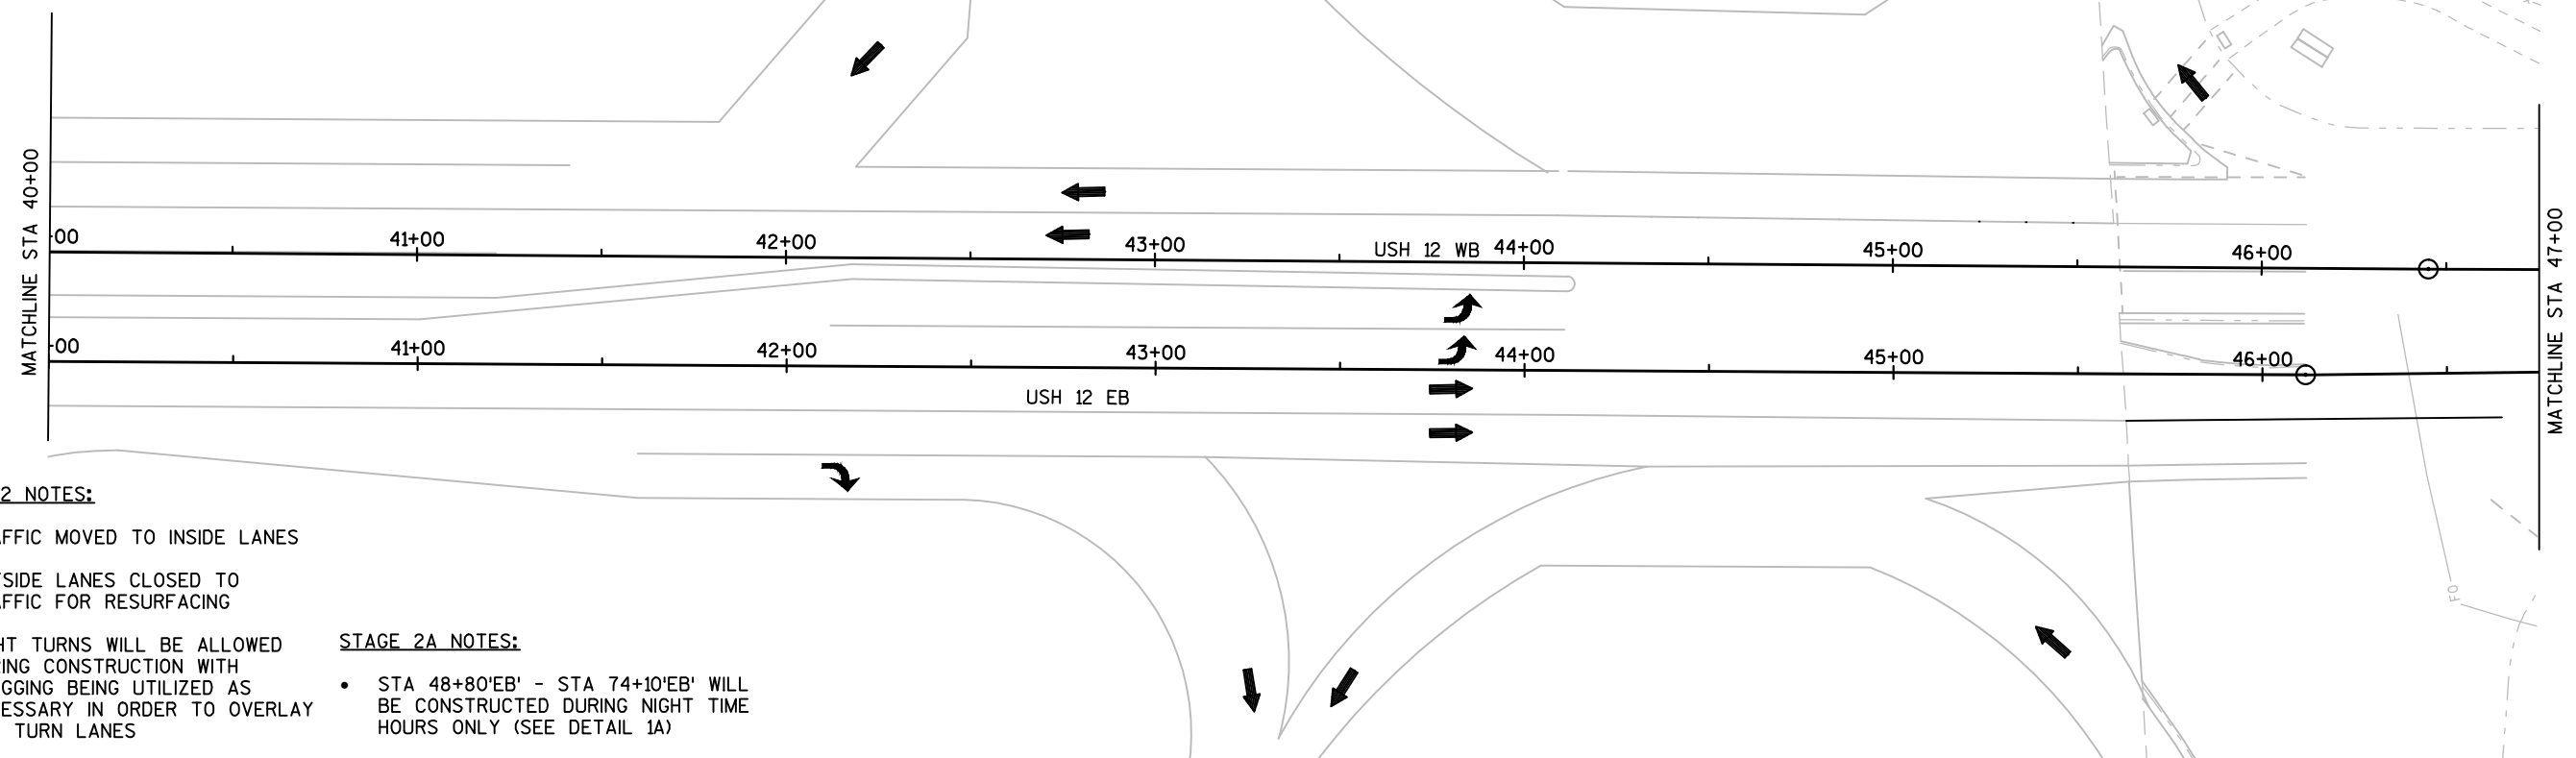 MATCHLINE STA 40+00
00 41+00 42+00 43+00 USH 12 WB 44+00 45+00 46+00
MATCHLINE STA 47+00
00 41+00 42+00 43+00 44+00 45+00 46+00
USH 12 EB
2 NOTES:
FFIC MOVED TO INSIDE LANES
SIDE LANES CLOSED TO
FFIC FOR RESURFACING
HT TURNS WILL BE ALLOWED
ING CONSTRUCTION WITH
GGING BEING UTILIZED AS
ESSARY IN ORDER TO OVERLAY
TURN LANES
STAGE 2A NOTES:
• STA 48+80'EB' - STA 74+10'EB' WILL
BE CONSTRUCTED DURING NIGHT TIME
HOURS ONLY (SEE DETAIL 1A)
FO